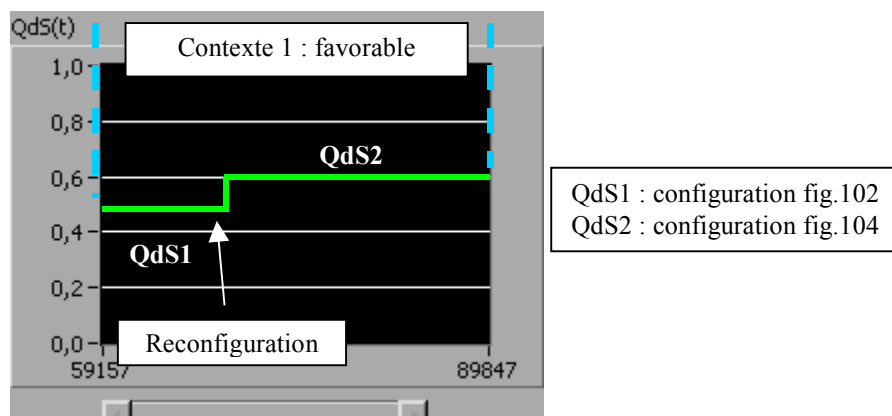 QdS(t)
Contexte 1 : favorable
1,0
0,8
QdS2
0,6
QdS1 : configuration fig.102
QdS2 : configuration fig.104
0,4
QdS1
0,2
0,0
Reconfiguration
59157
89847